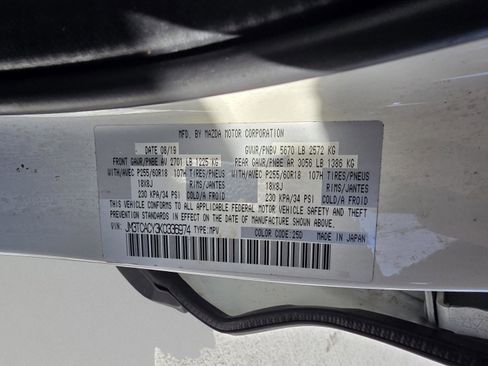 MFD. BY MAZDA MOTOR CORPORATION
DATE 08/19 GVWR/PNBV 5670 LB 2572 KG
FRONT GAWR/PNBE AV 2701 LB 1225 KG REAR GAWR/PNBE AR 3056 LB 1386 KG
WITH/AVEC P255/60R18 107H TIRES/PNEUS WITH/AVEC P255/60R18 107H TIRES/PNEUS
18X8J RIMS/JANTES 18X8J RIMS/JANTES
230 KPA/34 PSI COLD/A FROID 230 KPA/34 PSI COLD/A FROID
THIS VEHICLE CONFORMS TO ALL APPLICABLE FEDERAL MOTOR VEHICLE SAFETY AND THEFT
PREVENTION STANDARDS IN EFFECT ON THE DATE OF MANUFACTURE SHOWN ABOVE.
VIN: JM3TCACY3K0336974 TYPE:MPV COLOR CODE:25D MADE IN JAPAN